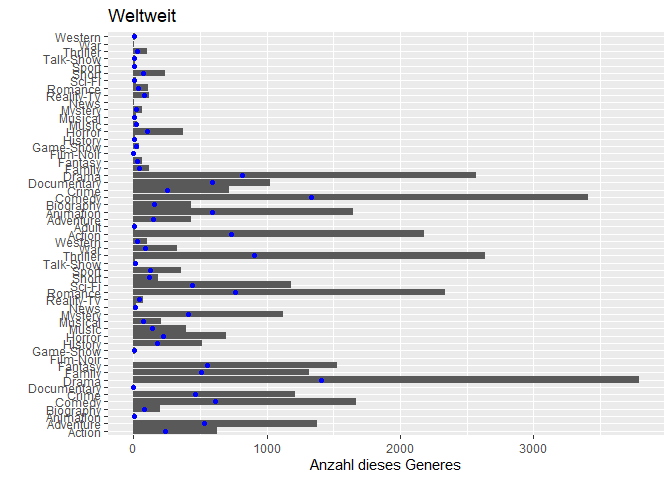 Weltweit
Western
War
Thriller
Talk-Show
Sport
Short
Sci-Fi
Romance
Reality-TV
News
Mystery
Musical
Music
Horror
History
Game-Show
Film-Noir
Fantasy
Family
Drama
Documentary
Crime
Comedy
Biography
Animation
Adventure
Adult
Action
Western
War
Thriller
Talk-Show
Sport
Short
Sci-Fi
Romance
Reality-TV
News
Mystery
Musical
Music
Horror
History
Game-Show
Film-Noir
Fantasy
Family
Drama
Documentary
Crime
Comedy
Biography
Animation
Adventure
Action
0 1000 2000 3000
Anzahl dieses Generes